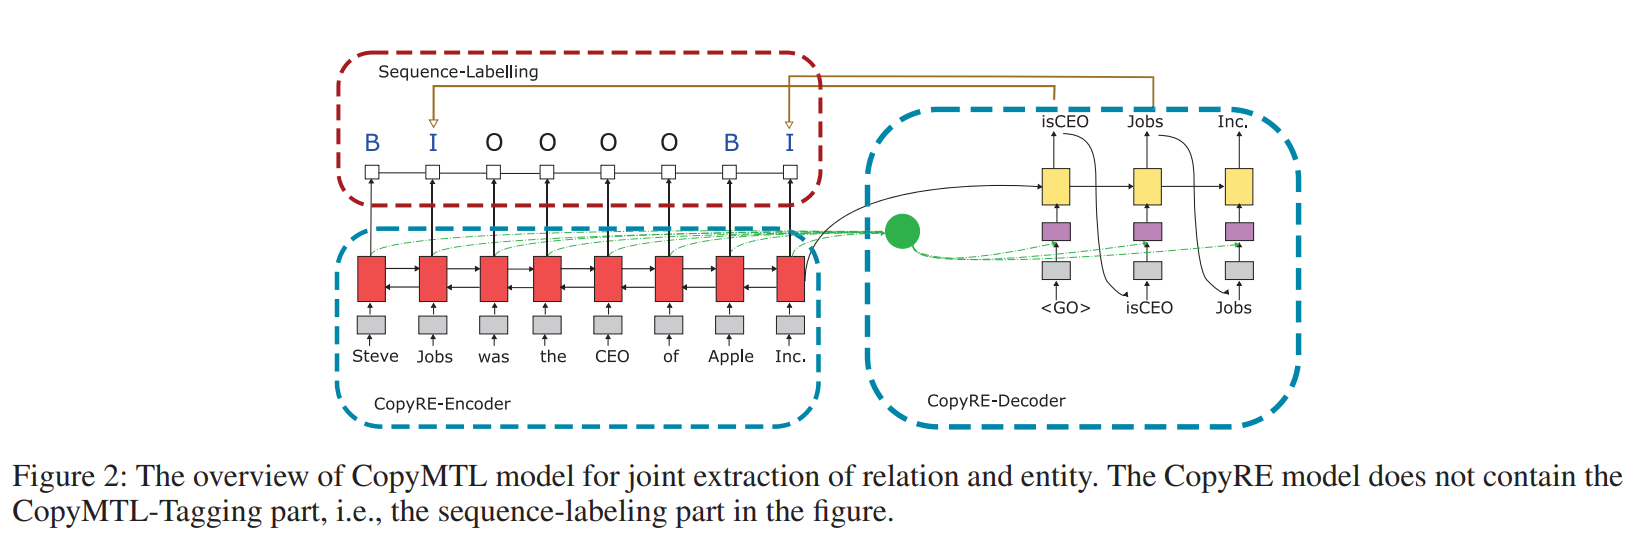 Sequence-Labelling
B I O O O O B I
Steve Jobs was the CEO of Apple Inc.
CopyRE-Encoder
isCEO Jobs Inc.
<GO> isCEO Jobs
CopyRE-Decoder
Figure 2: The overview of CopyMTL model for joint extraction of relation and entity. The CopyRE model does not contain the
CopyMTL-Tagging part, i.e., the sequence-labeling part in the figure.